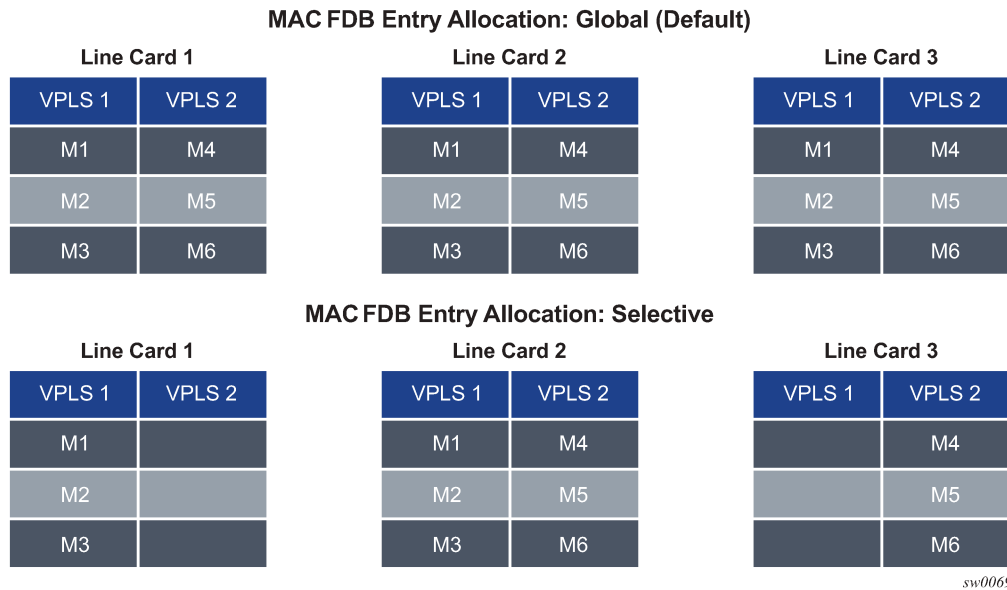 MAC FDB Entry Allocation: Global (Default)
Line Card 1 Line Card 2 Line Card 3
VPLS 1 VPLS 2 VPLS 1 VPLS 2 VPLS 1 VPLS 2
M1 M4 M1 M4 M1 M4
M2 M5 M2 M5 M2 M5
M3 M6 M3 M6 M3 M6
MAC FDB Entry Allocation: Selective
Line Card 1 Line Card 2 Line Card 3
VPLS 1 VPLS 2 VPLS 1 VPLS 2 VPLS 1 VPLS 2
M1 M1 M4 M4
M2 M2 M5 M5
M3 M3 M6 M6
sw0069